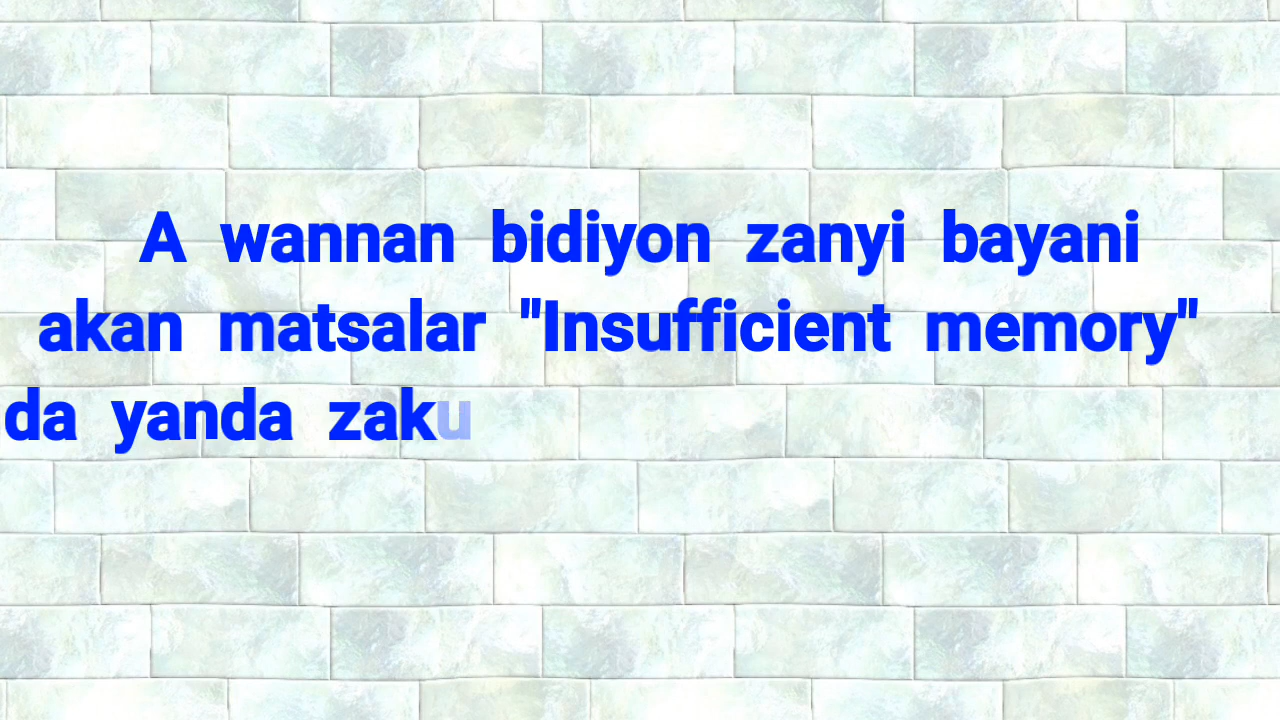 A wannan bidiyon zanyi bayani
akan matsalar "Insufficient memory"
da yanda zaku